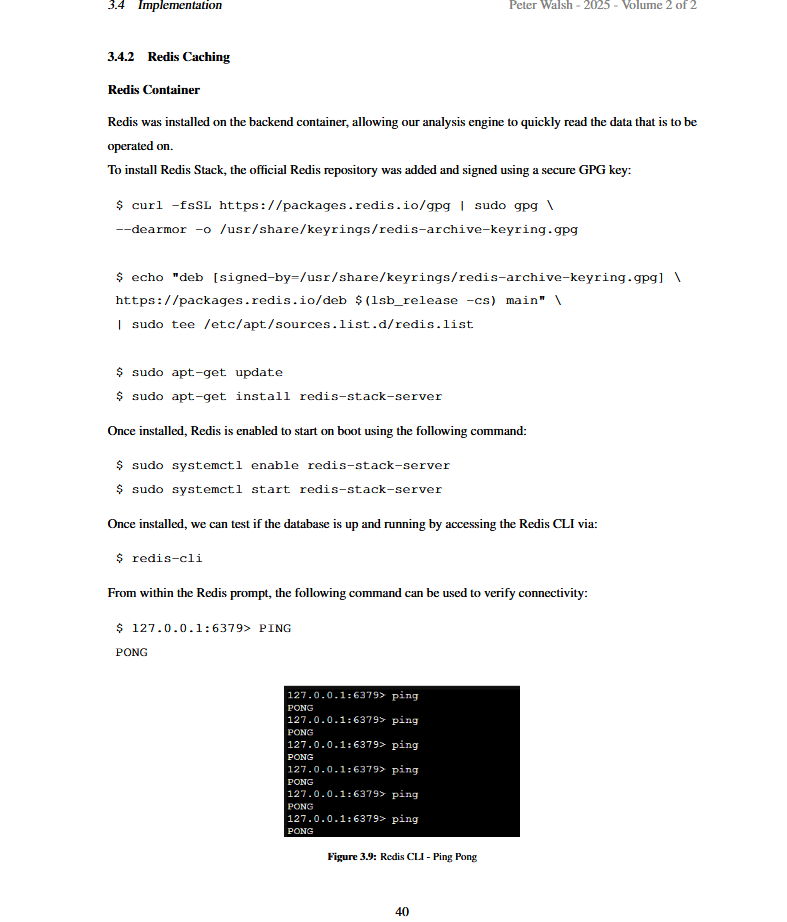 3.4 Implementation
Peter Walsh - 2025 - Volume 2 of 2
3.4.2 Redis Caching
Redis Container
Redis was installed on the backend container, allowing our analysis engine to quickly read the data that is to be
operated on.
To install Redis Stack, the official Redis repository was added and signed using a secure GPG key:
$ curl -fsSL https://packages.redis.io/gpg | sudo gpg \
--dearmor -o /usr/share/keyrings/redis-archive-keyring.gpg
$ echo "deb [signed-by=/usr/share/keyrings/redis-archive-keyring.gpg] \
https://packages.redis.io/deb $(lsb_release -cs) main" \
| sudo tee /etc/apt/sources.list.d/redis.list
$ sudo apt-get update
$ sudo apt-get install redis-stack-server
Once installed, Redis is enabled to start on boot using the following command:
$ sudo systemctl enable redis-stack-server
$ sudo systemctl start redis-stack-server
Once installed, we can test if the database is up and running by accessing the Redis CLI via:
$ redis-cli
From within the Redis prompt, the following command can be used to verify connectivity:
$ 127.0.0.1:6379> PING
PONG
127.0.0.1:6379> ping
PONG
127.0.0.1:6379> ping
PONG
127.0.0.1:6379> ping
PONG
127.0.0.1:6379> ping
PONG
127.0.0.1:6379> ping
PONG
127.0.0.1:6379> ping
PONG
Figure 3.9: Redis CLI - Ping Pong
40